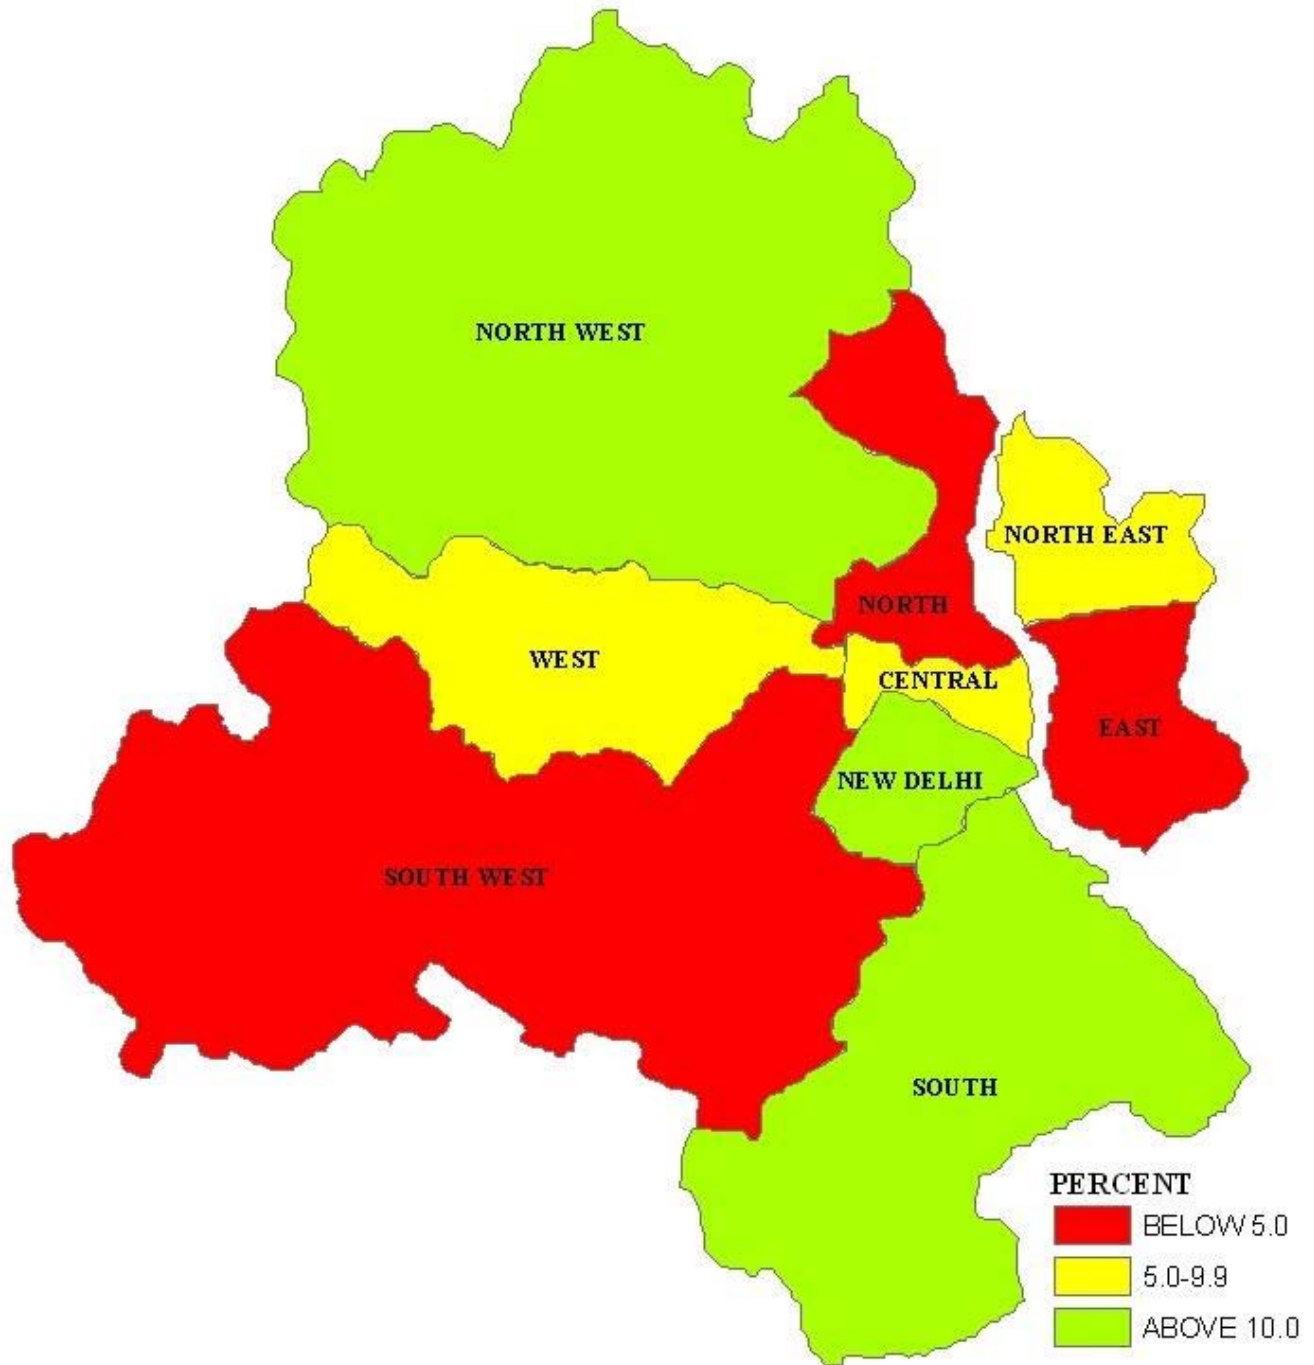 NORTH WEST
NORTH EAST
NORTH
WEST
CENTRAL
EAST
NEW DELHI
SOUTH WEST
SOUTH
PERCENT
BELOW 5.0
5.0-9.9
ABOVE 10.0